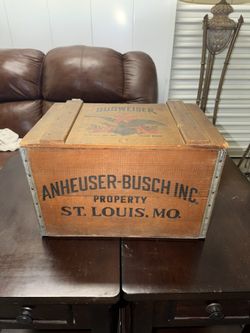 BUDWEISER
ANHEUSER-BUSCH INC.
PROPERTY
ST. LOUIS. MO.